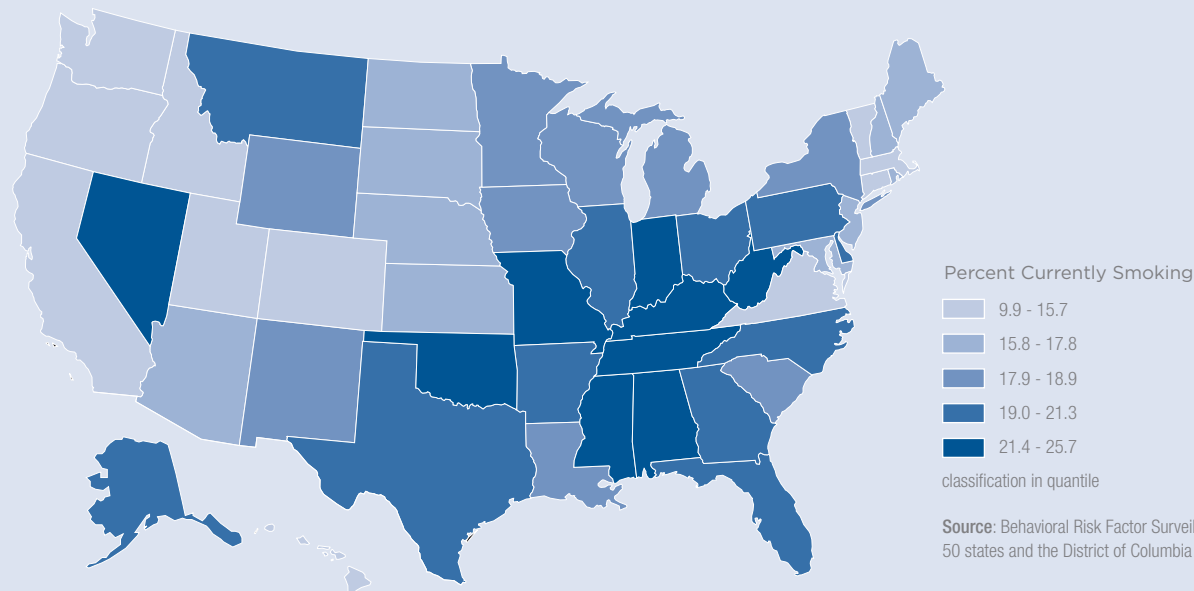 Percent Currently Smoking
9.9 - 15.7
15.8 - 17.8
17.9 - 18.9
19.0 - 21.3
21.4 - 25.7
classification in quantile
Source: Behavioral Risk Factor
50 states and the District of Columbia